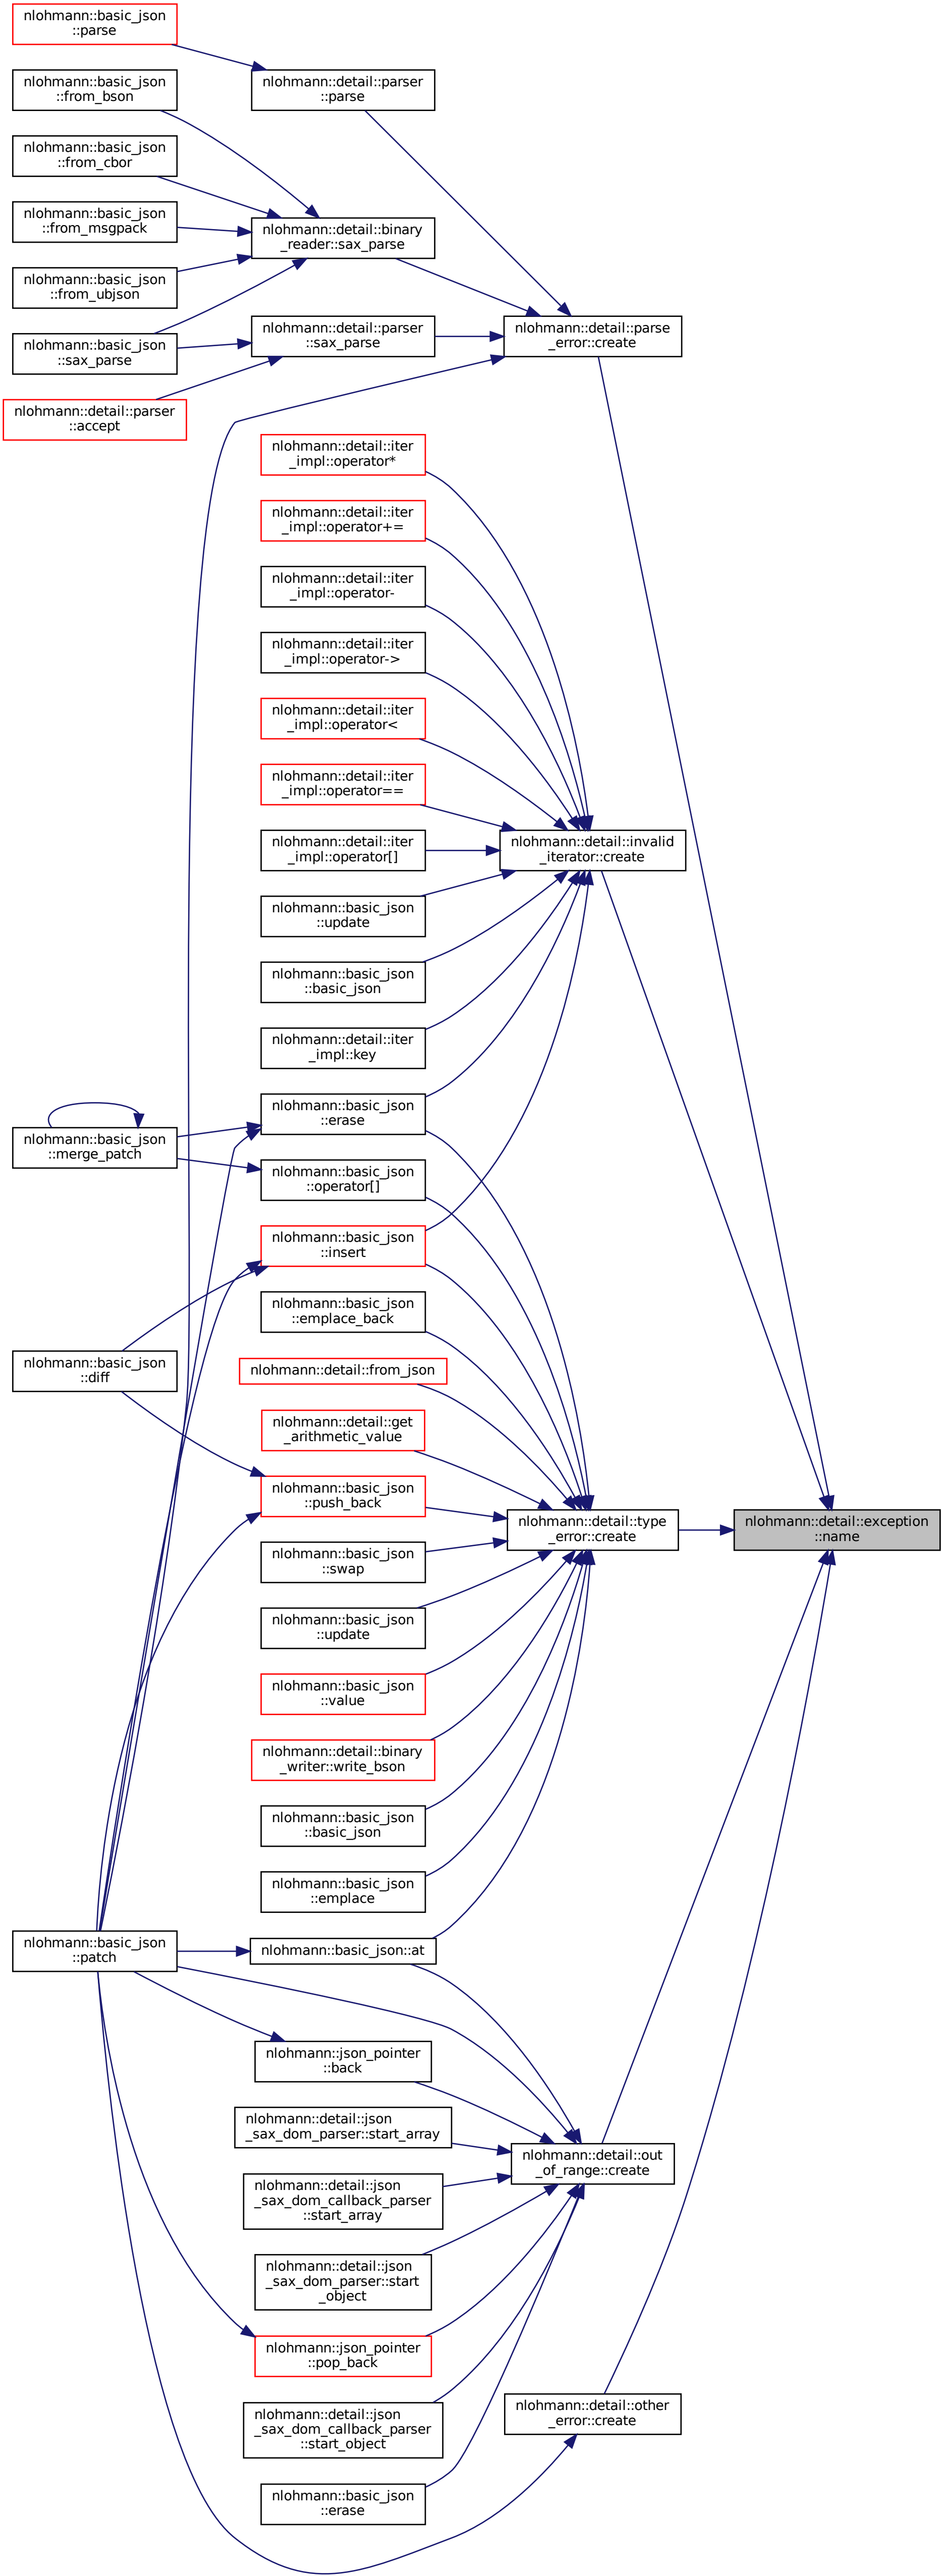 nlohmann::basic_json
::parse
nlohmann::detail::parser
::parse
nlohmann::basic_json
::from_bson
nlohmann::basic_json
::from_cbor
nlohmann::basic_json
::from_msgpack
nlohmann::detail::binary
_reader::sax_parse
nlohmann::basic_json
::from_ubjson
nlohmann::basic_json
::sax_parse
nlohmann::detail::parser
::sax_parse
nlohmann::detail::parse
_error::create
nlohmann::detail::parser
::accept
nlohmann::detail::iter
_impl::operator*
nlohmann::detail::iter
_impl::operator+=
nlohmann::detail::iter
_impl::operator-
nlohmann::detail::iter
_impl::operator->
nlohmann::detail::iter
_impl::operator<
nlohmann::detail::iter
_impl::operator==
nlohmann::detail::iter
_impl::operator[]
nlohmann::detail::invalid
_iterator::create
nlohmann::basic_json
::update
nlohmann::basic_json
::basic_json
nlohmann::detail::iter
_impl::key
nlohmann::basic_json
::erase
nlohmann::basic_json
::merge_patch
nlohmann::basic_json
::operator[]
nlohmann::basic_json
::insert
nlohmann::basic_json
::emplace_back
nlohmann::basic_json
::diff
nlohmann::detail::from_json
nlohmann::detail::get
_arithmetic_value
nlohmann::basic_json
::push_back
nlohmann::detail::type
_error::create
nlohmann::detail::exception
::name
nlohmann::basic_json
::swap
nlohmann::basic_json
::update
nlohmann::basic_json
::value
nlohmann::detail::binary
_writer::write_bson
nlohmann::basic_json
::basic_json
nlohmann::basic_json
::emplace
nlohmann::basic_json
::patch
nlohmann::basic_json::at
nlohmann::json_pointer
::back
nlohmann::detail::json
_sax_dom_parser::start_array
nlohmann::detail::out
_of_range::create
nlohmann::detail::json
_sax_dom_callback_parser
::start_array
nlohmann::detail::json
_sax_dom_parser::start
_object
nlohmann::json_pointer
::pop_back
nlohmann::detail::json
_sax_dom_callback_parser
::start_object
nlohmann::detail::other
_error::create
nlohmann::basic_json
::erase